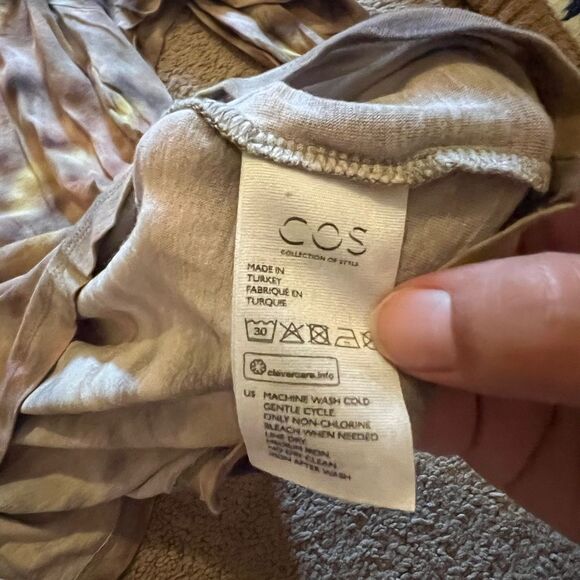 COS
COLLECTION OF STYLE
MADE IN
TURKEY
FABRIQUÉ EN
TURQUIE
30
clevercare.info
US MACHINE WASH COLD
GENTLE CYCLE
ONLY NON-CHLORINE
BLEACH WHEN NEEDED
LINE DRY
MEDIUM IRON
NO DRY CLEAN
IRON AFTER WASH